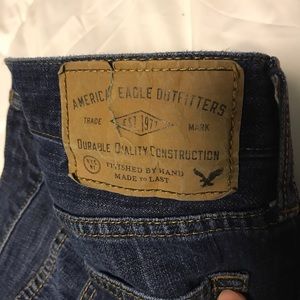 AMERICAN EAGLE OUTFITTERS
TRADE EST 1977 MARK
DURABLE QUALITY CONSTRUCTION
FINISHED BY HAND
MADE TO LAST